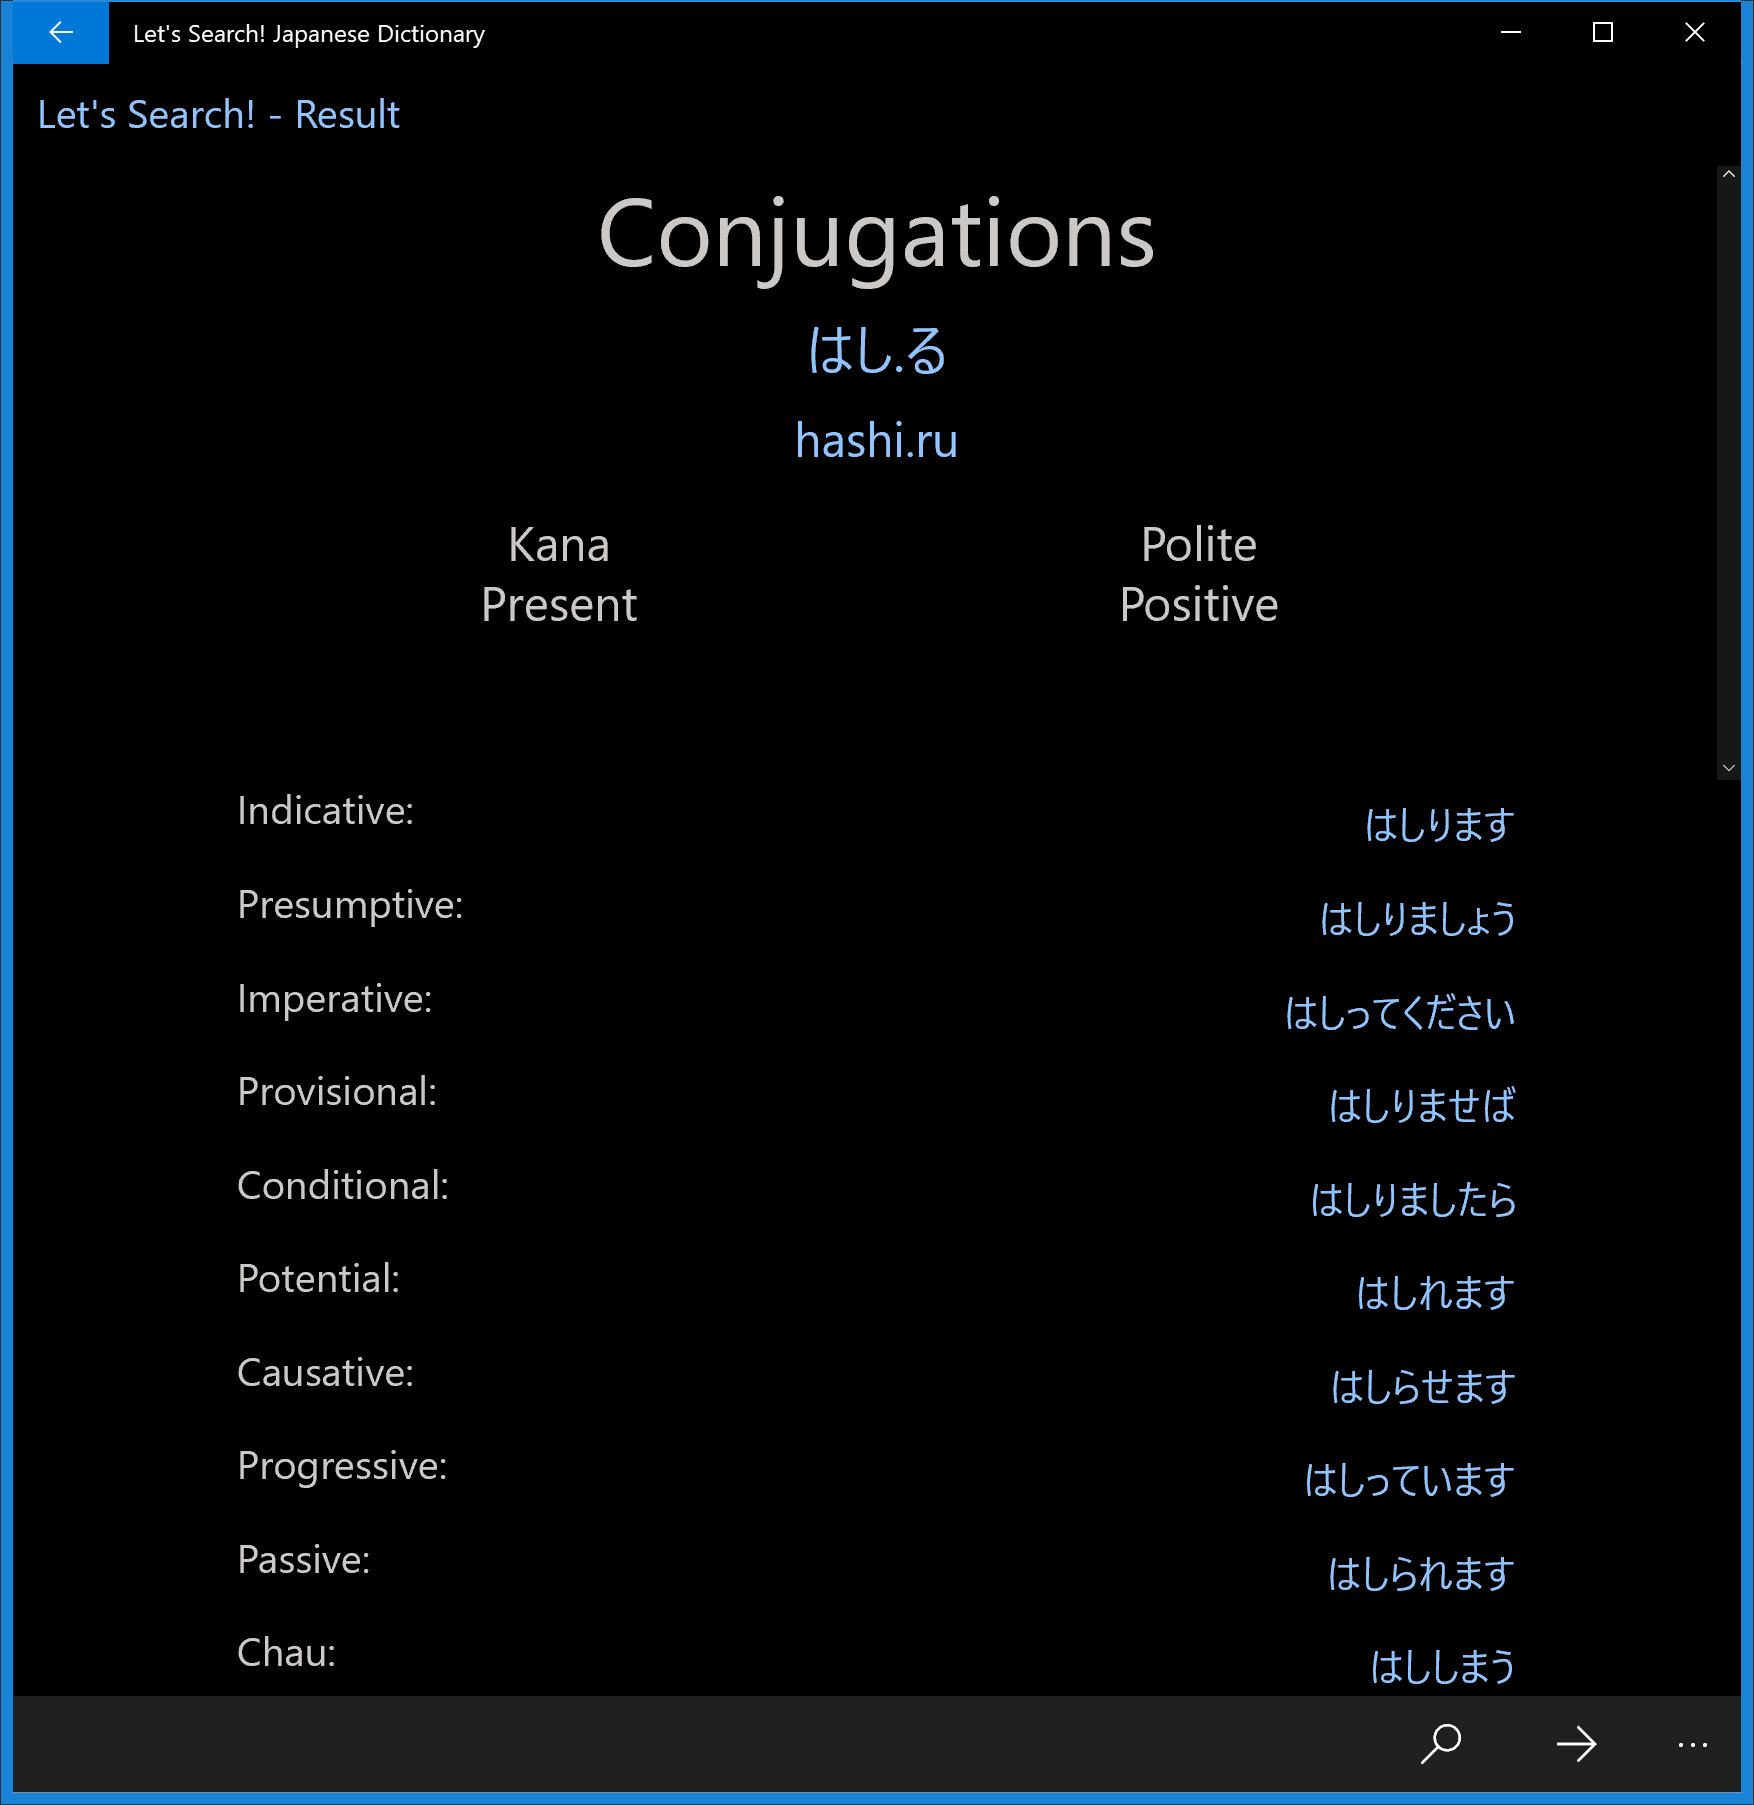 Let's Search! Japanese Dictionary
Let's Search! - Result
Conjugations
はし.る
hashi.ru
Kana Polite
Present Positive
Indicative: はしります
Presumptive: はしりましょう
Imperative: はしってください
Provisional: はしりませば
Conditional: はしりましたら
Potential: はしれます
Causative: はしらせます
Progressive: はしっています
Passive: はしられます
Chau: はししまう